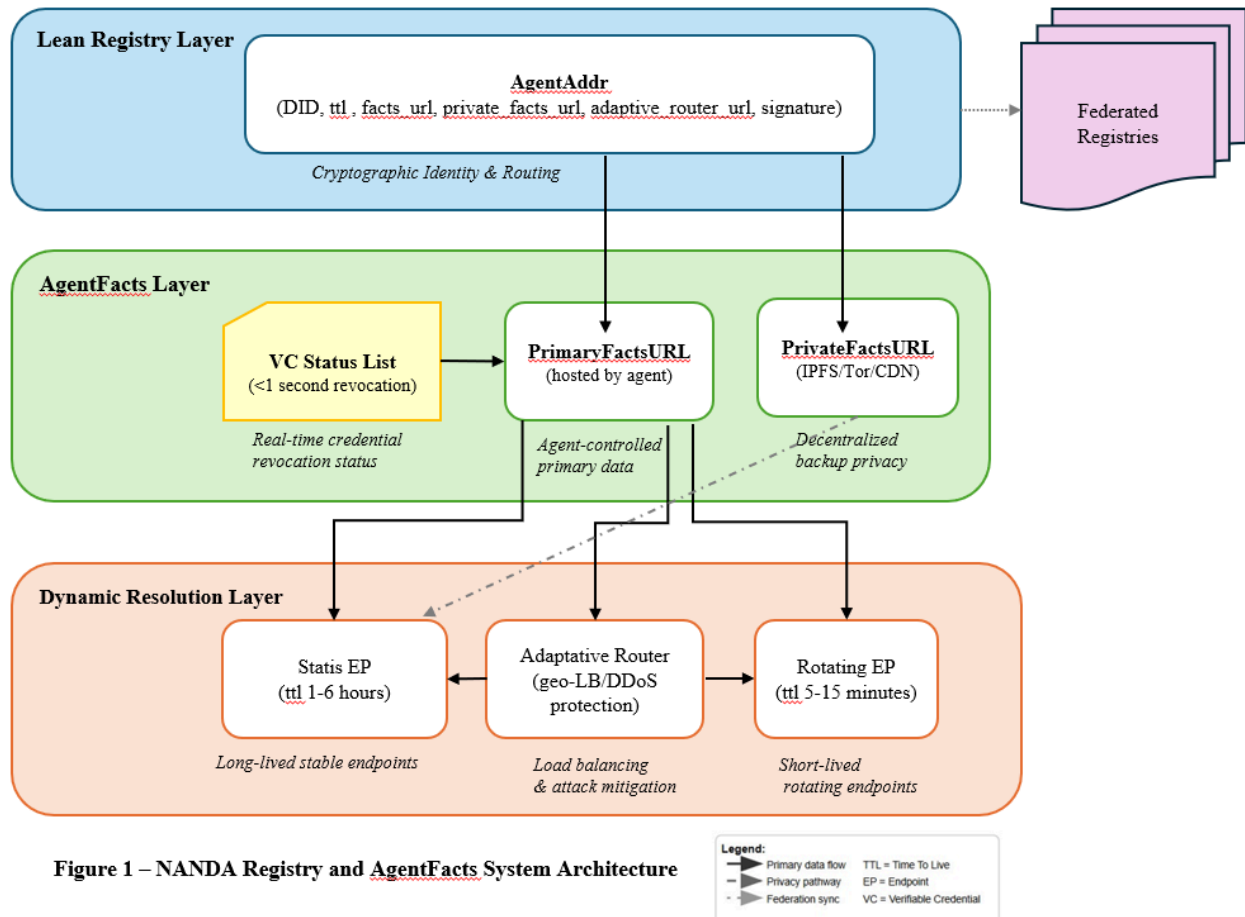 Lean Registry Layer
AgentAddr
(DID, ttl , facts_url, private_facts_url, adaptive_router_url, signature)
Cryptographic Identity & Routing
Federated
Registries
AgentFacts Layer
VC Status List
(<1 second revocation)
Real-time credential
revocation status
PrimaryFactsURL
(hosted by agent)
Agent-controlled
primary data
PrivateFactsURL
(IPFS/Tor/CDN)
Decentralized
backup privacy
Dynamic Resolution Layer
Statis EP
(ttl 1-6 hours)
Long-lived stable endpoints
Adaptative Router
(geo-LB/DDoS
protection)
Load balancing
& attack mitigation
Rotating EP
(ttl 5-15 minutes)
Short-lived
rotating endpoints
Figure 1 – NANDA Registry and AgentFacts System Architecture
Legend:
Primary data flow TTL = Time To Live
Privacy pathway EP = Endpoint
Federation sync VC = Verifiable Credential